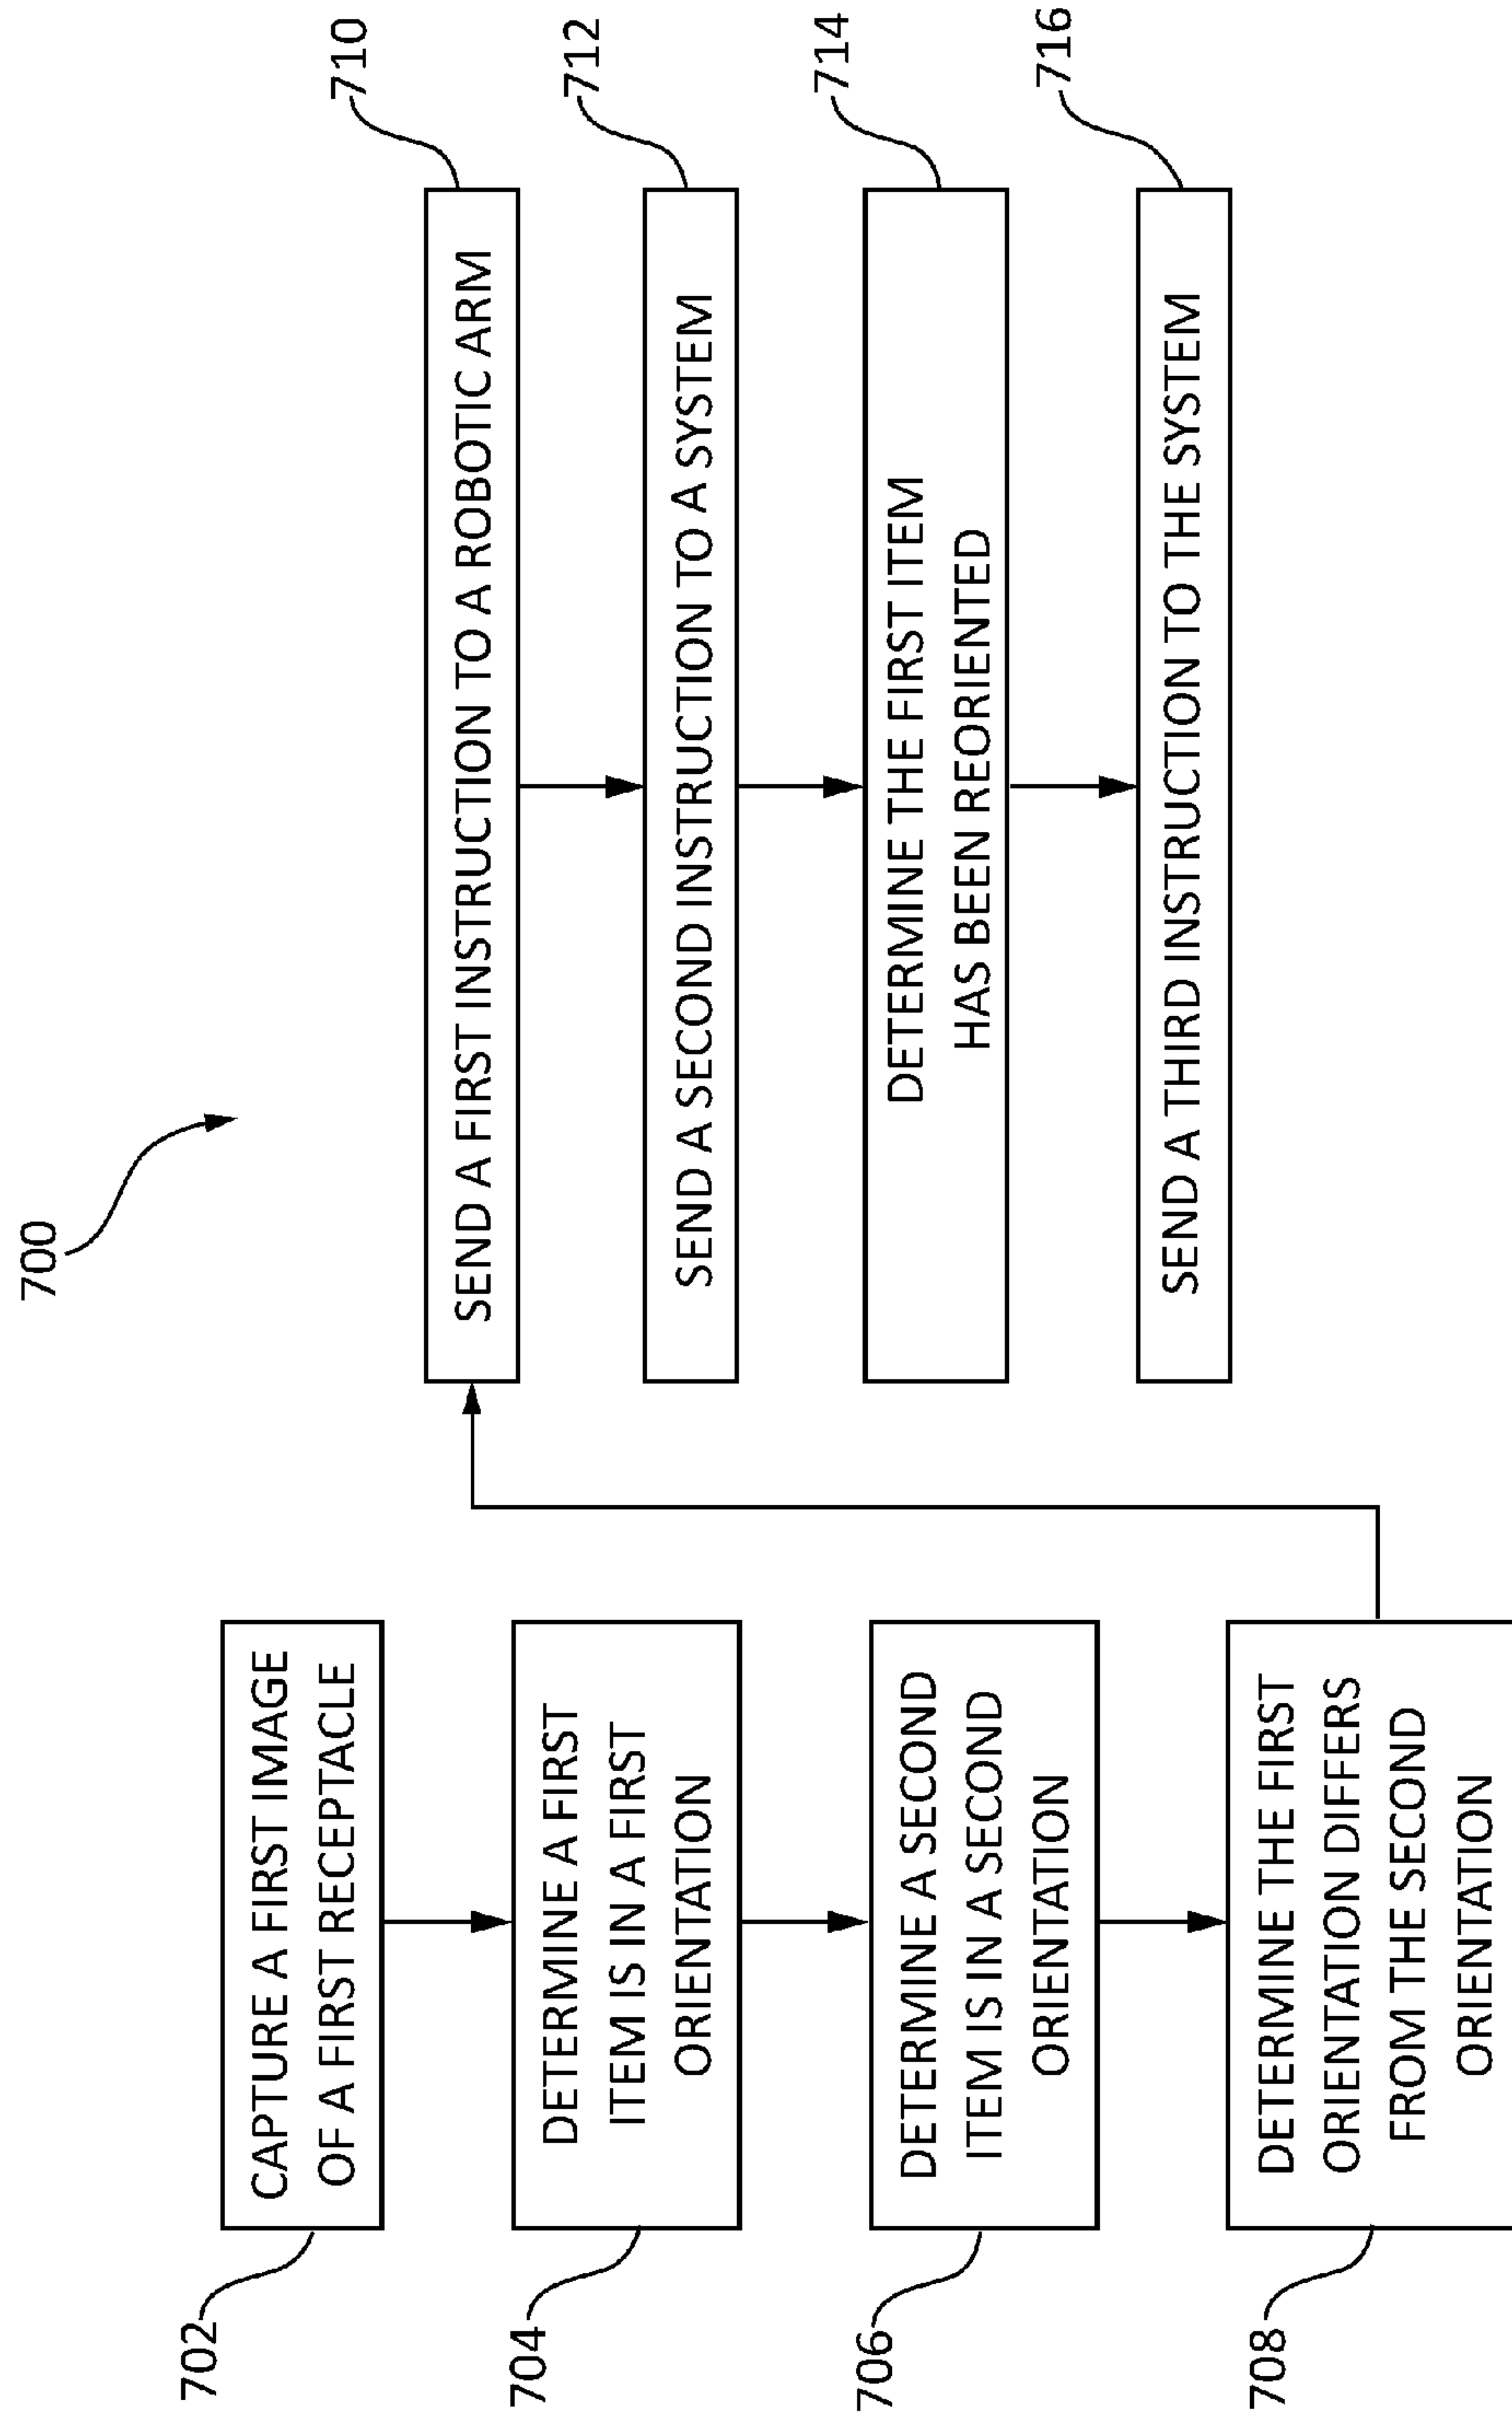 700
702
CAPTURE A FIRST IMAGE
OF A FIRST RECEPTACLE
704
DETERMINE A FIRST
ITEM IS IN A FIRST
ORIENTATION
706
DETERMINE A SECOND
ITEM IS IN A SECOND
ORIENTATION
708
DETERMINE THE FIRST
ORIENTATION DIFFERS
FROM THE SECOND
ORIENTATION
710
SEND A FIRST INSTRUCTION TO A ROBOTIC ARM
712
SEND A SECOND INSTRUCTION TO A SYSTEM
714
DETERMINE THE FIRST ITEM
HAS BEEN REORIENTED
716
SEND A THIRD INSTRUCTION TO THE SYSTEM